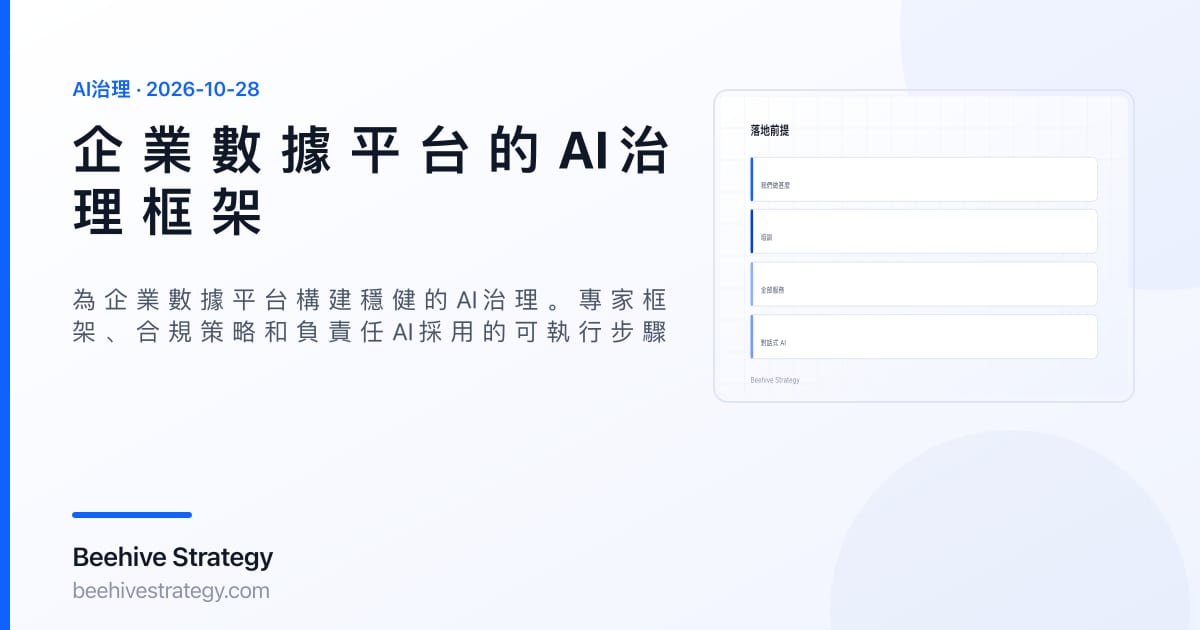 AI治理 · 2026-10-28
企業數據平台的AI治
理框架
為企業數據平台構建穩健的AI治理。專家框
架、合規策略和負責任AI採用的可執行步驟
落地前提
我們做甚麼
培訓
全部服務
對話式 AI
Beehive Strategy
Beehive Strategy
beehivestrategy.com